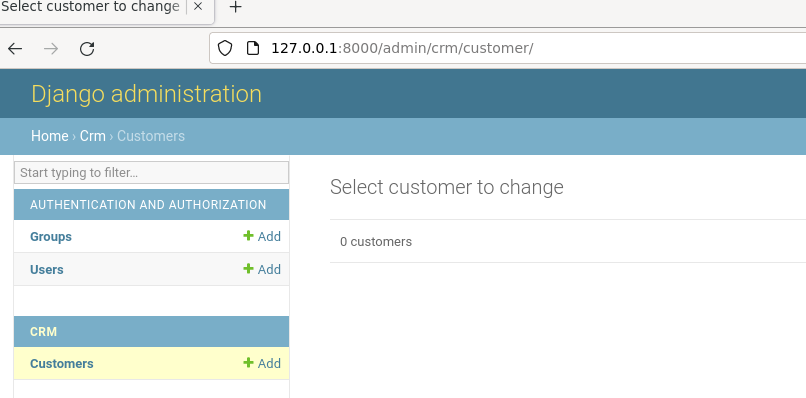 Select customer to change
127.0.0.1:8000/admin/crm/customer/
Django administration
Home › Crm › Customers
Start typing to filter...
AUTHENTICATION AND AUTHORIZATION
Groups + Add
Users + Add
CRM
Customers + Add
Select customer to change
0 customers